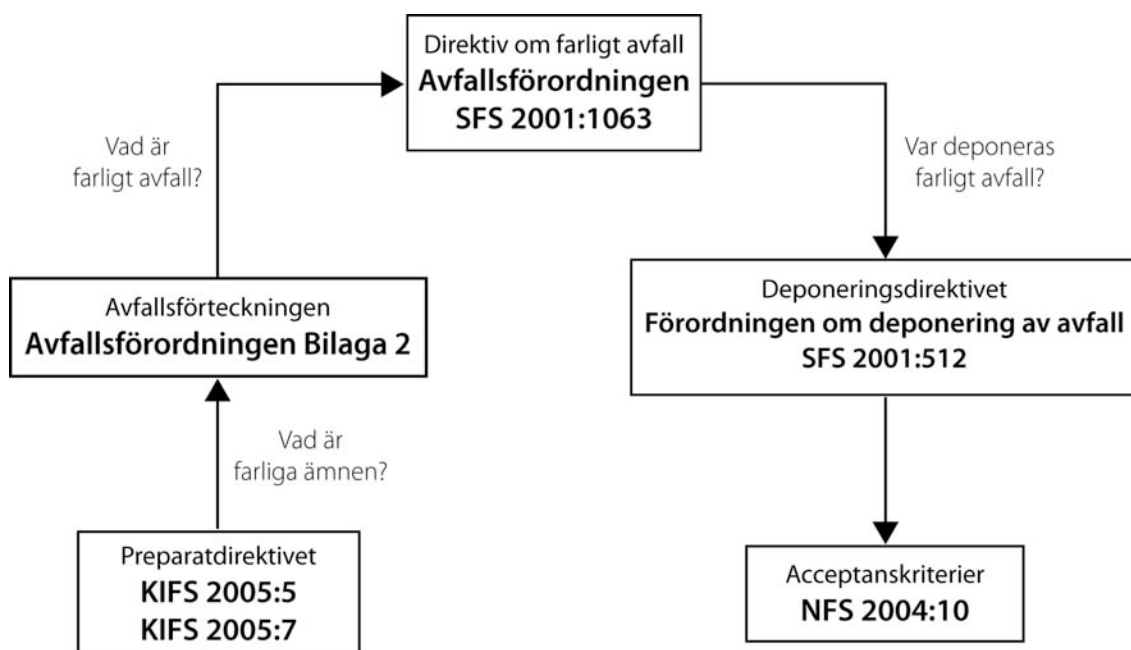 Direktiv om farligt avfall
Avfallsförordningen
SFS 2001:1063
Vad är
farligt avfall?
Var deponeras
farligt avfall?
Avfallsförteckningen
Avfallsförordningen Bilaga 2
Deponeringsdirektivet
Förordningen om deponering av avfall
SFS 2001:512
Vad är
farliga ämnen?
Preparatdirektivet
KIFS 2005:5
KIFS 2005:7
Acceptanskriterier
NFS 2004:10